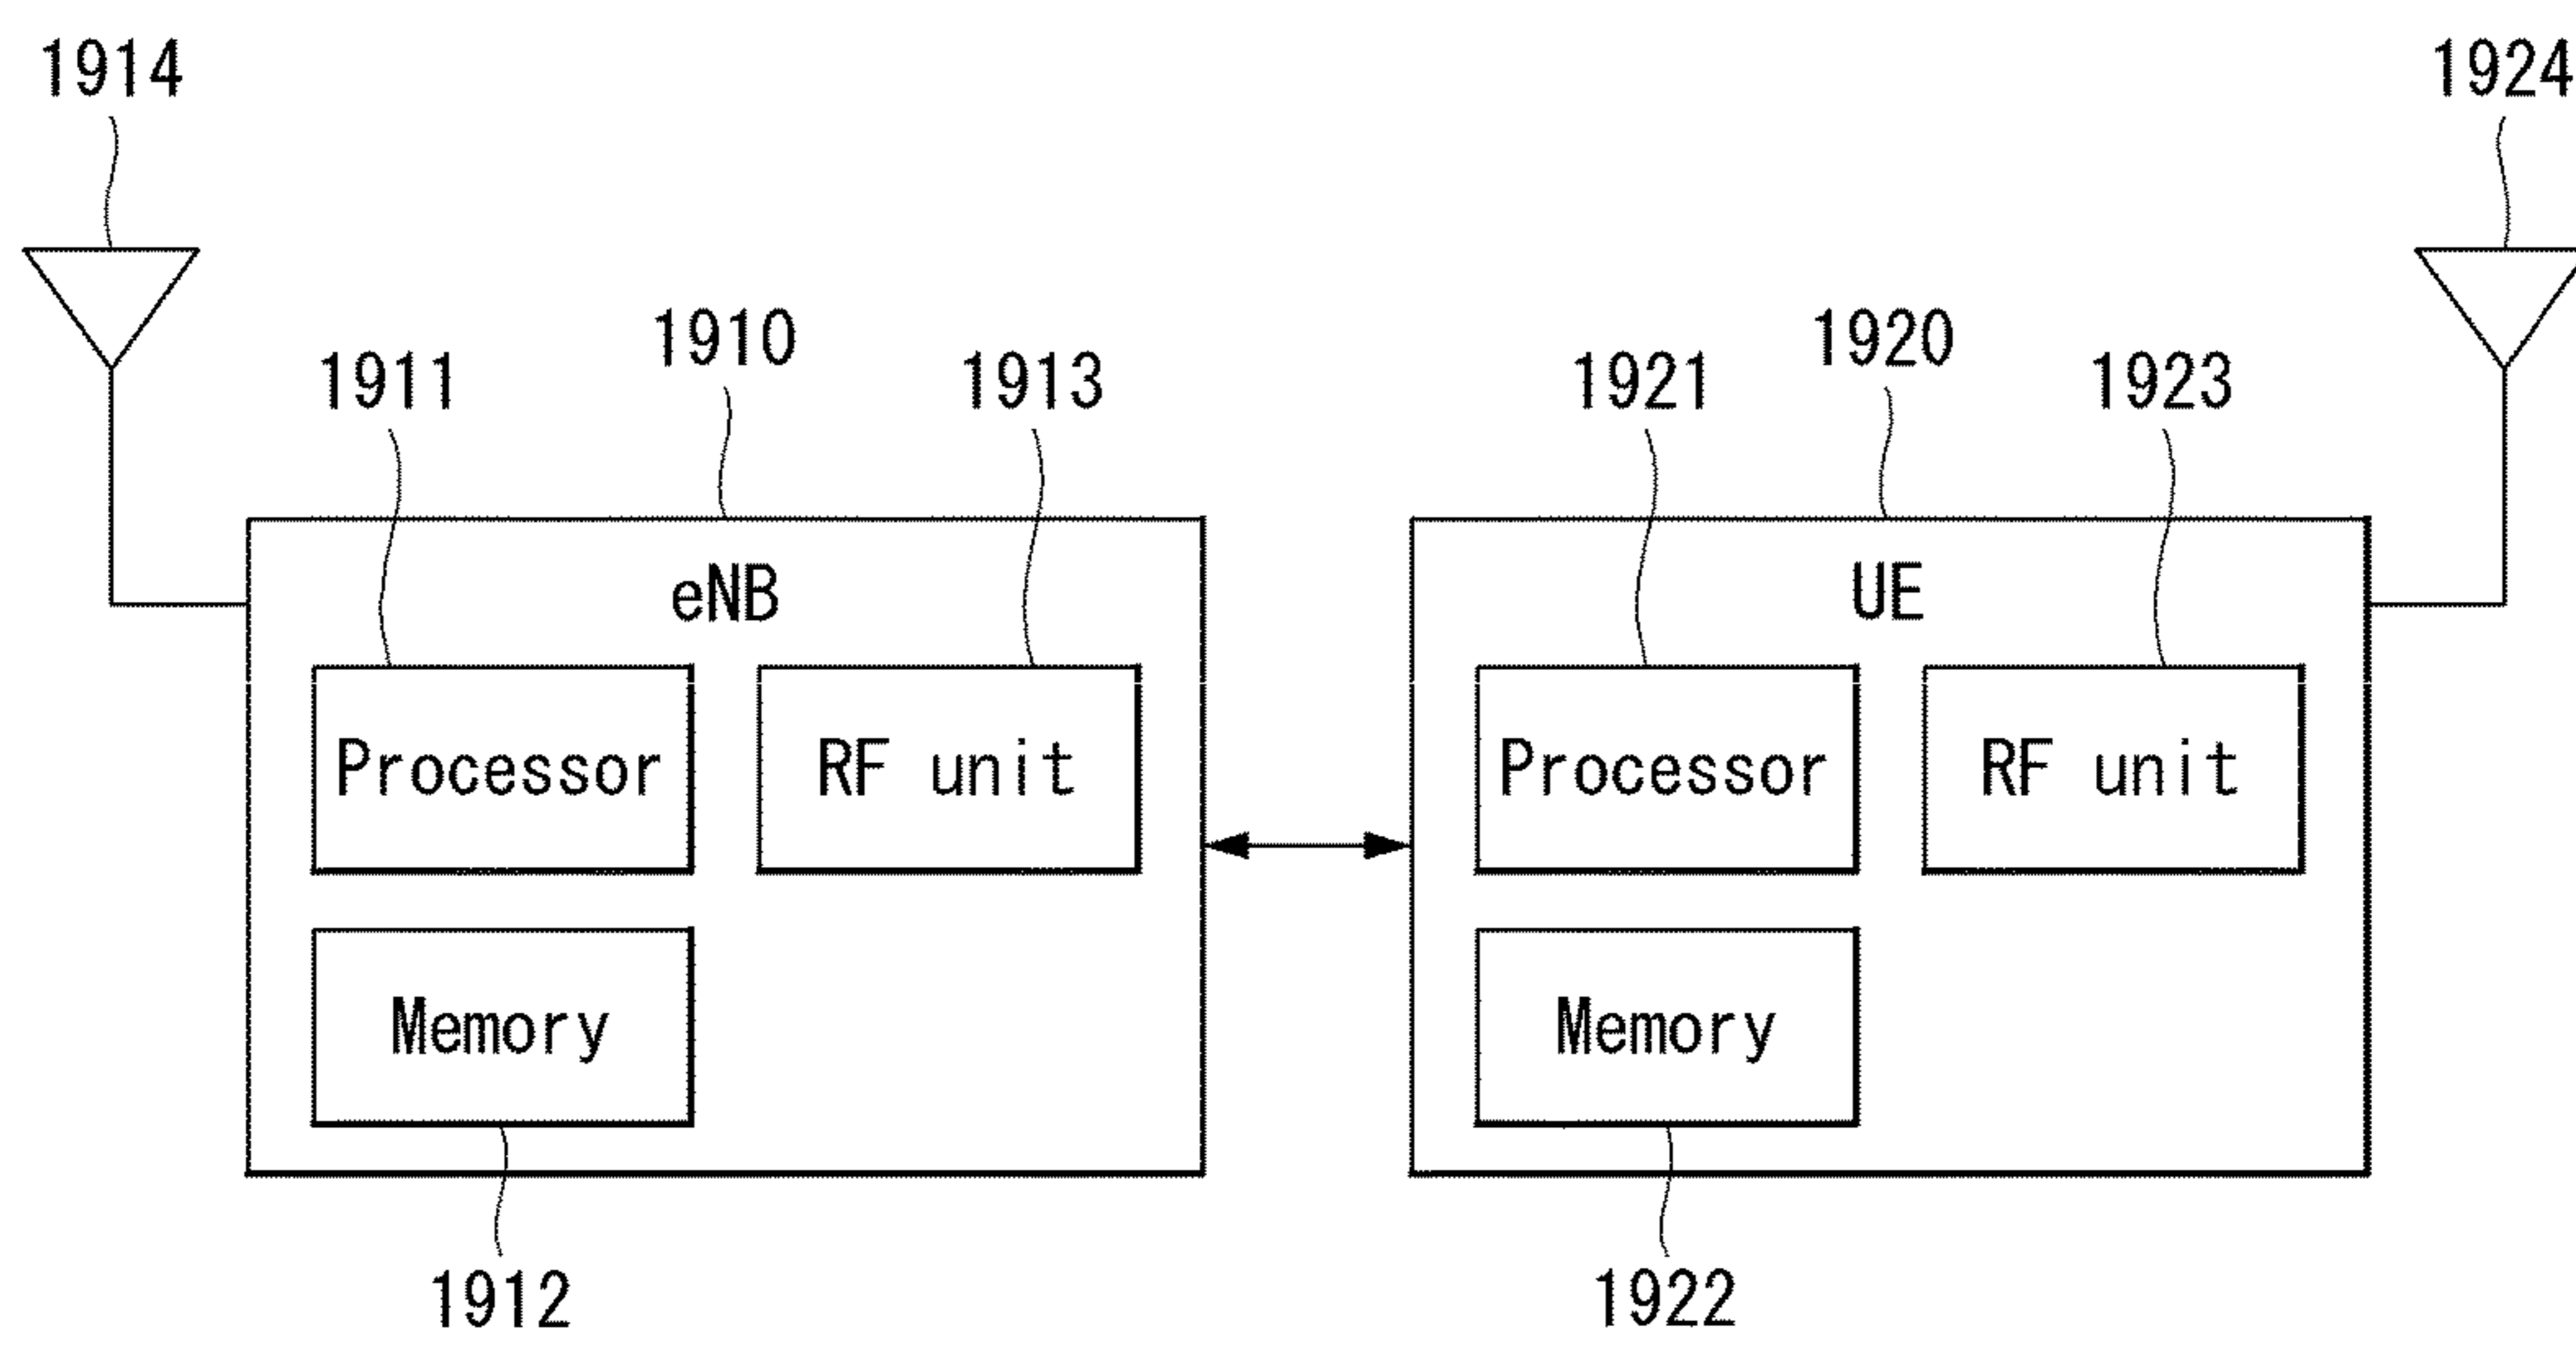 1914
1924
1910
1920
1911
1913
1921
1923
eNB
UE
Processor
RF unit
Processor
RF unit
Memory
Memory
1912
1922